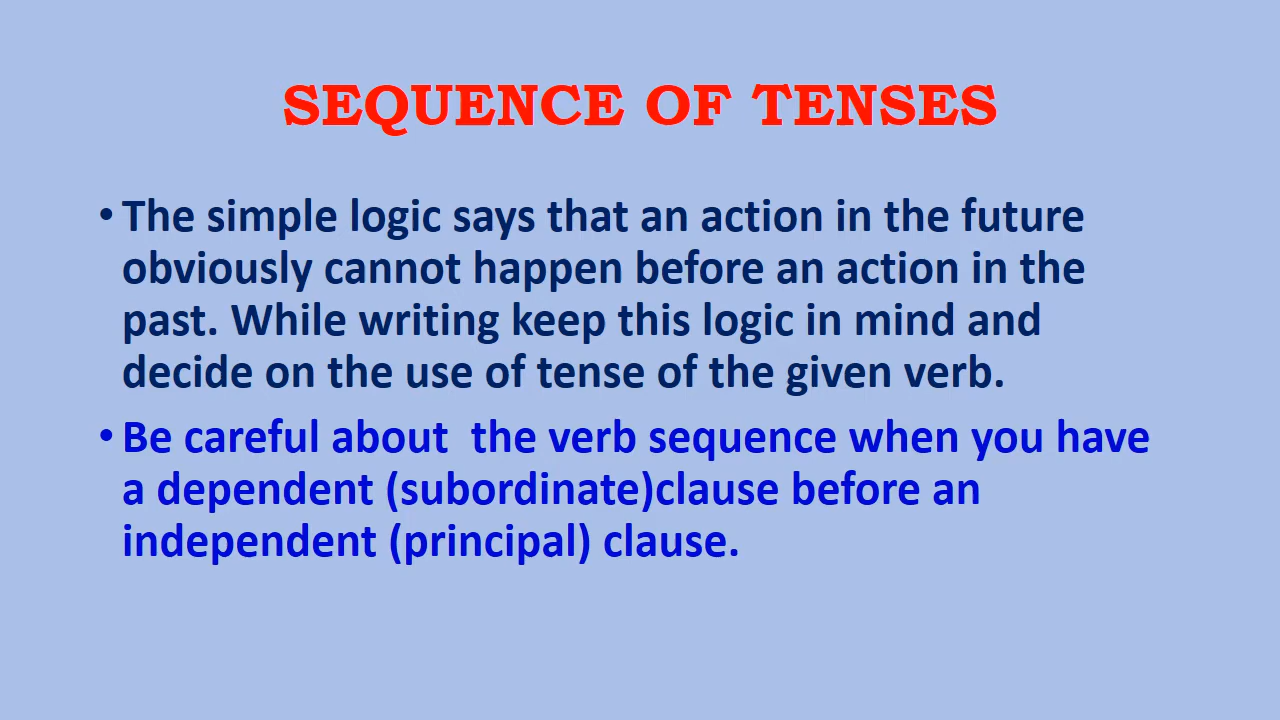 SEQUENCE OF TENSES
• The simple logic says that an action in the future
obviously cannot happen before an action in the
past. While writing keep this logic in mind and
decide on the use of tense of the given verb.
• Be careful about  the verb sequence when you have
a dependent (subordinate)clause before an
independent (principal) clause.